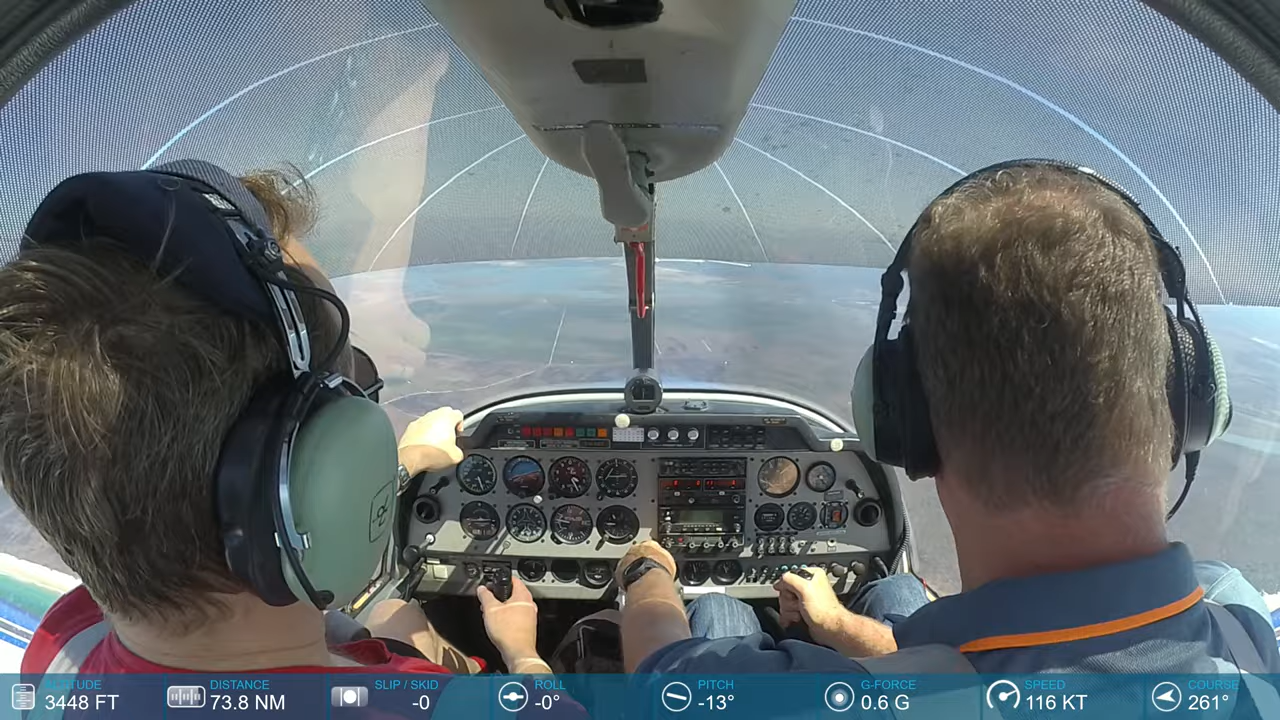 ALTITUDE
3448 FT
DISTANCE
73.8 NM
SLIP / SKID
-0
ROLL
-0°
PITCH
-13°
G-FORCE
0.6 G
SPEED
116 KT
COURSE
261°